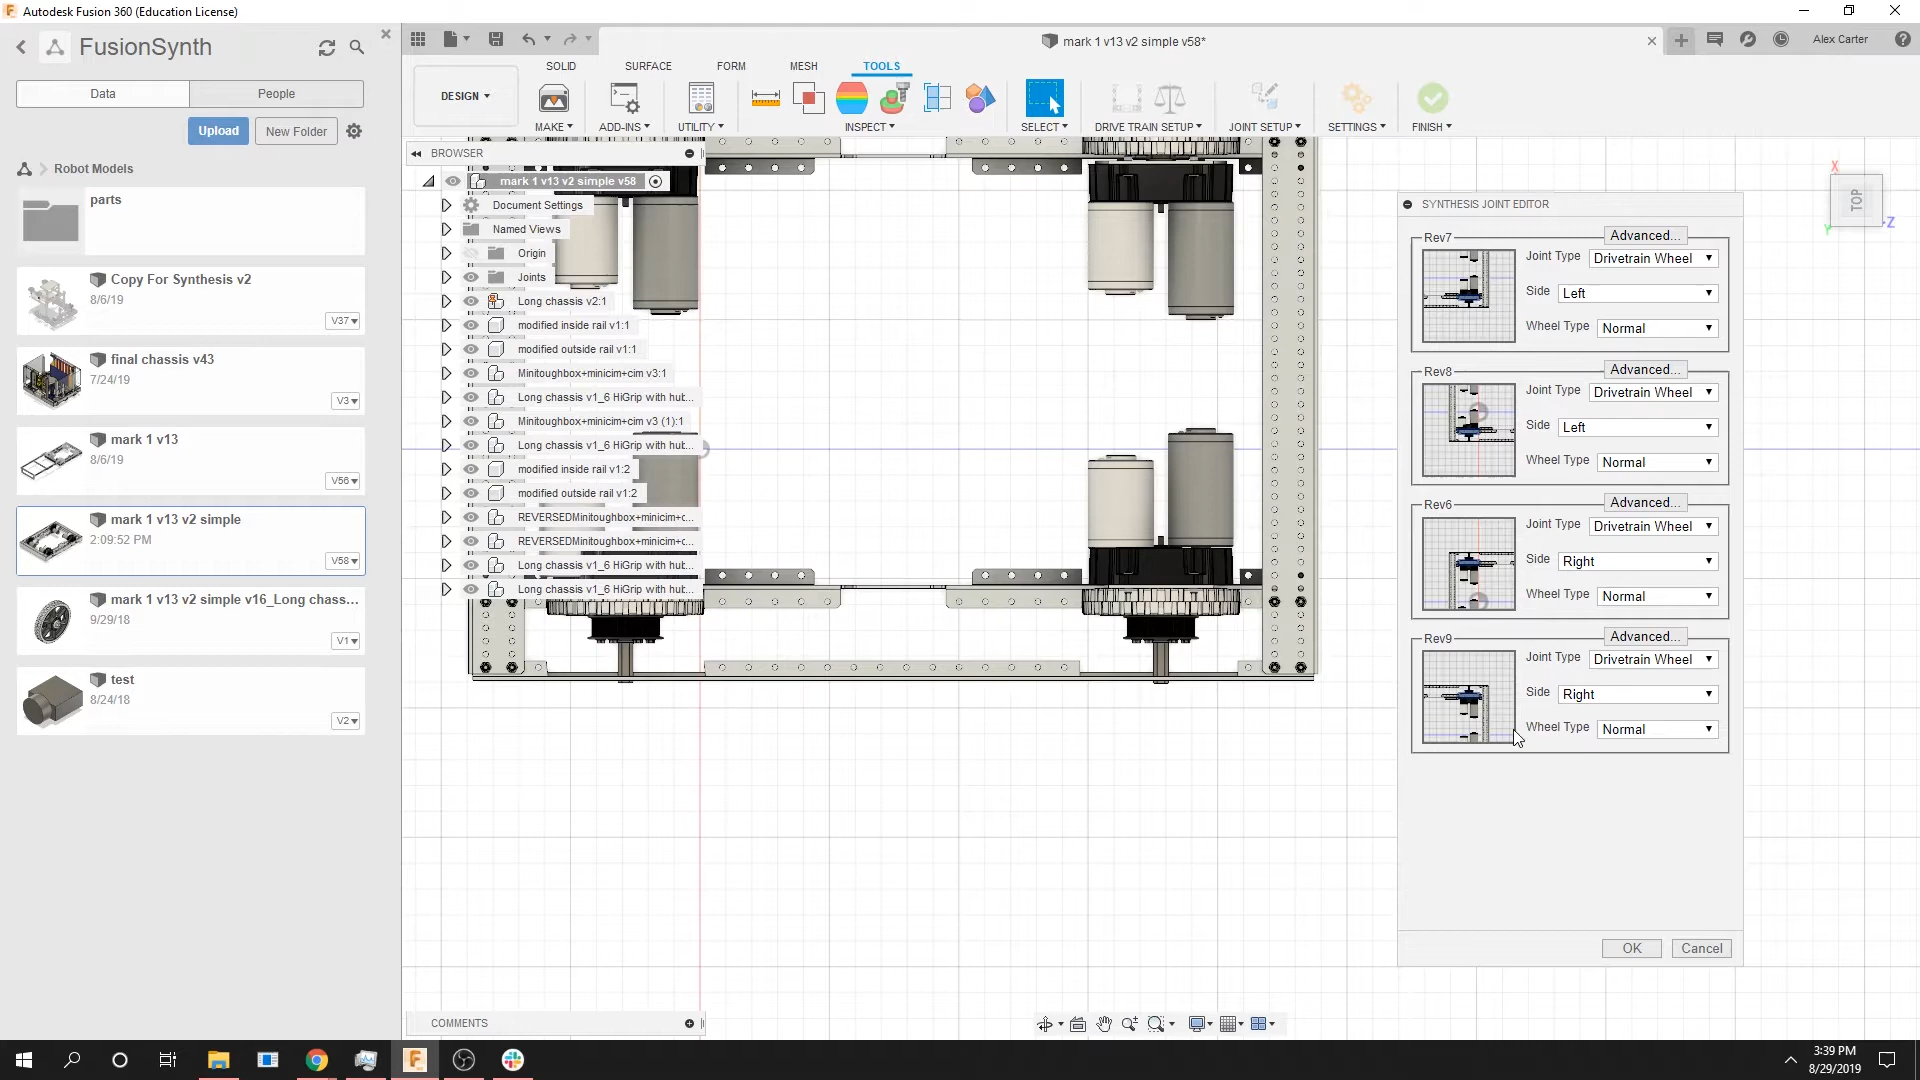 Autodesk Fusion 360 (Education License)
FusionSynth
Data
People
Upload
New Folder
Robot Models
parts
Copy For Synthesis v2
8/6/19
V37
final chassis v43
7/24/19
V3
mark 1 v13
8/6/19
V56
mark 1 v13 v2 simple
2:09:52 PM
V58
mark 1 v13 v2 simple v16_Long chass...
9/29/18
V1
test
8/24/18
V2
mark 1 v13 v2 simple v58*
Alex Carter
SOLID
SURFACE
FORM
MESH
TOOLS
DESIGN
MAKE
ADD-INS
UTILITY
INSPECT
SELECT
DRIVE TRAIN SETUP
JOINT SETUP
SETTINGS
FINISH
BROWSER
mark 1 v13 v2 simple v58
Document Settings
Named Views
Origin
Joints
Long chassis v2:1
modified inside rail v1:1
modified outside rail v1:1
Minitoughbox+minicim+cim v3:1
Long chassis v1_6 HiGrip with hub...
Minitoughbox+minicim+cim v3 (1):1
Long chassis v1_6 HiGrip with hub...
modified inside rail v1:2
modified outside rail v1:2
REVERSEDMinitoughbox+minicim+c...
REVERSEDMinitoughbox+minicim+c...
Long chassis v1_6 HiGrip with hub...
Long chassis v1_6 HiGrip with hub...
COMMENTS
X
TOP
Z
Y
SYNTHESIS JOINT EDITOR
Rev7
Advanced...
Joint Type
Drivetrain Wheel
Side
Left
Wheel Type
Normal
Rev8
Advanced...
Joint Type
Drivetrain Wheel
Side
Left
Wheel Type
Normal
Rev6
Advanced...
Joint Type
Drivetrain Wheel
Side
Right
Wheel Type
Normal
Rev9
Advanced...
Joint Type
Drivetrain Wheel
Side
Right
Wheel Type
Normal
OK
Cancel
3:39 PM
8/29/2019